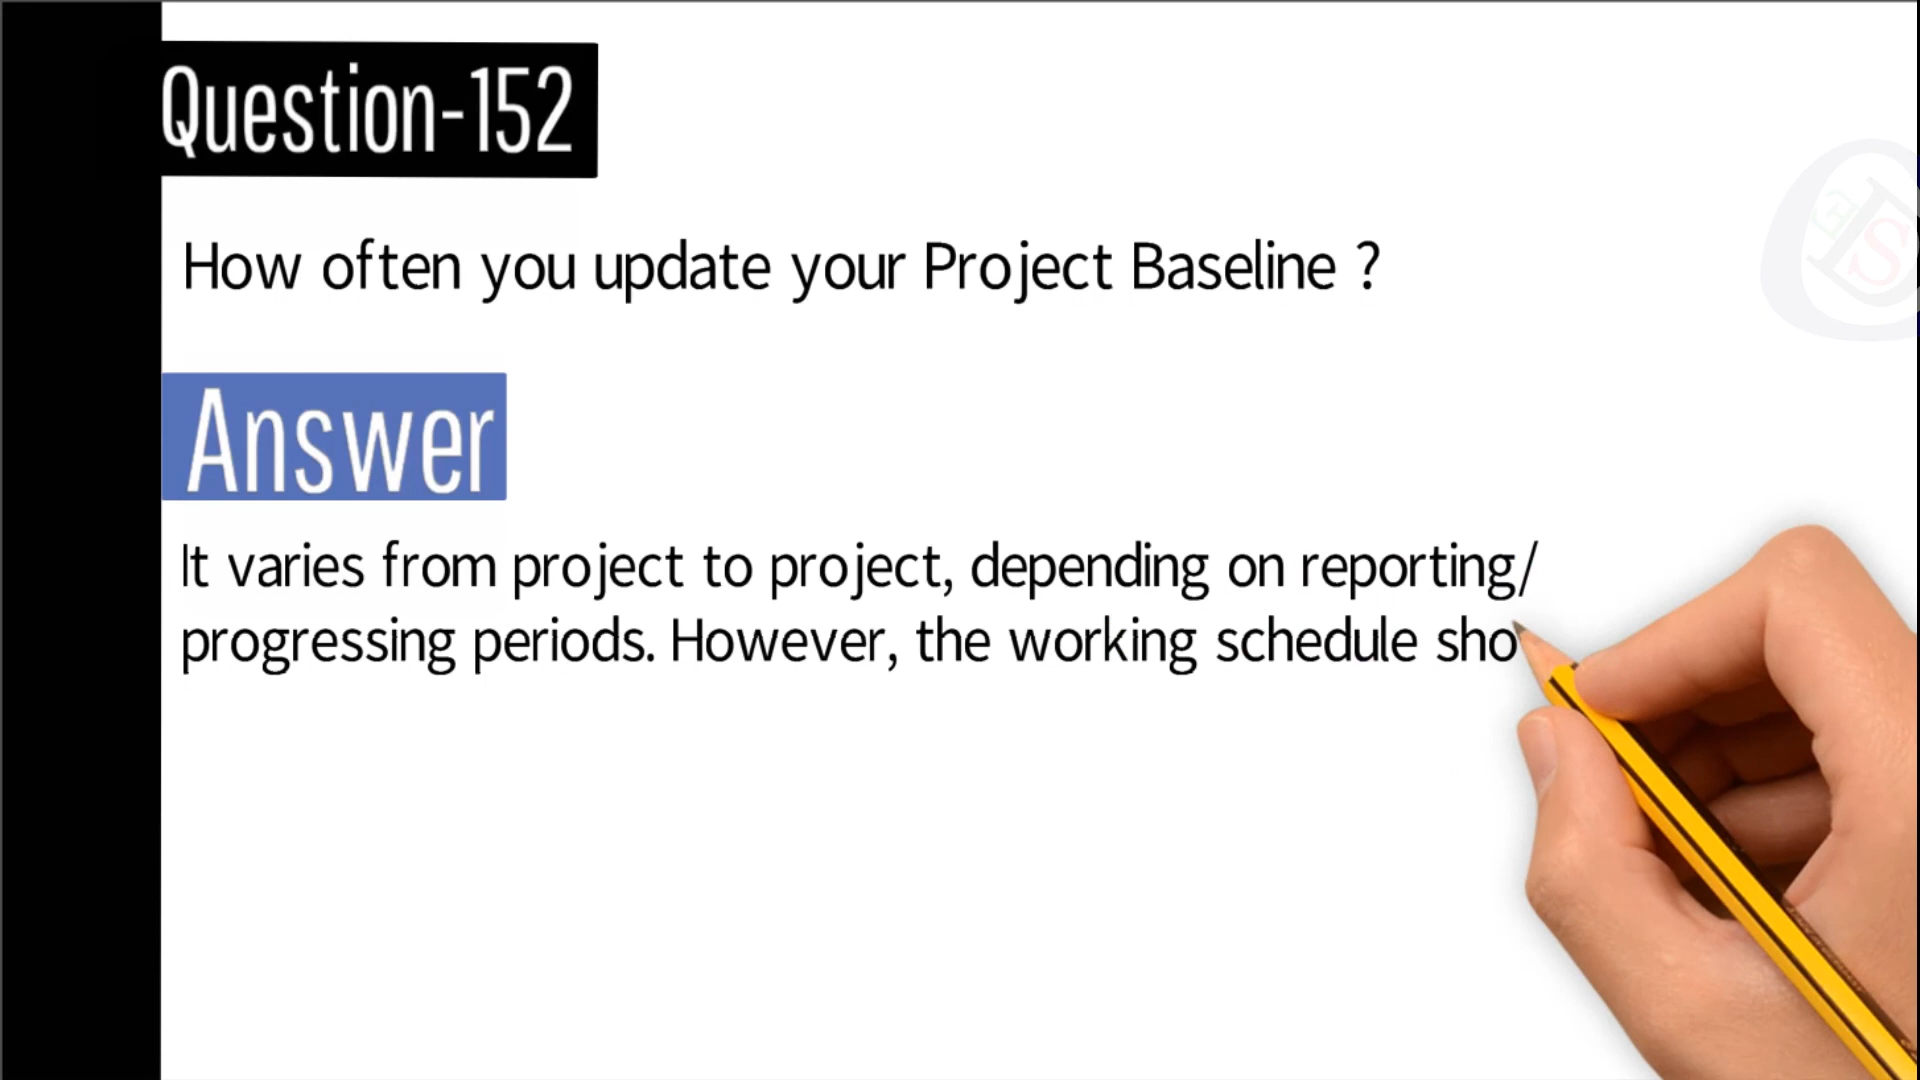 Question-152
How often you update your Project Baseline ?
Answer
It varies from project to project, depending on reporting/
progressing periods. However, the working schedule sho